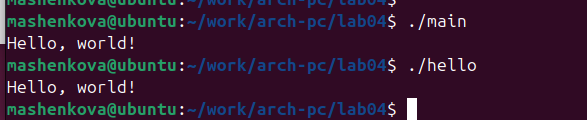 mashenkova@ubuntu:~/work/arch-pc/lab04$ ./main
Hello, world!
mashenkova@ubuntu:~/work/arch-pc/lab04$ ./hello
Hello, world!
mashenkova@ubuntu:~/work/arch-pc/lab04$